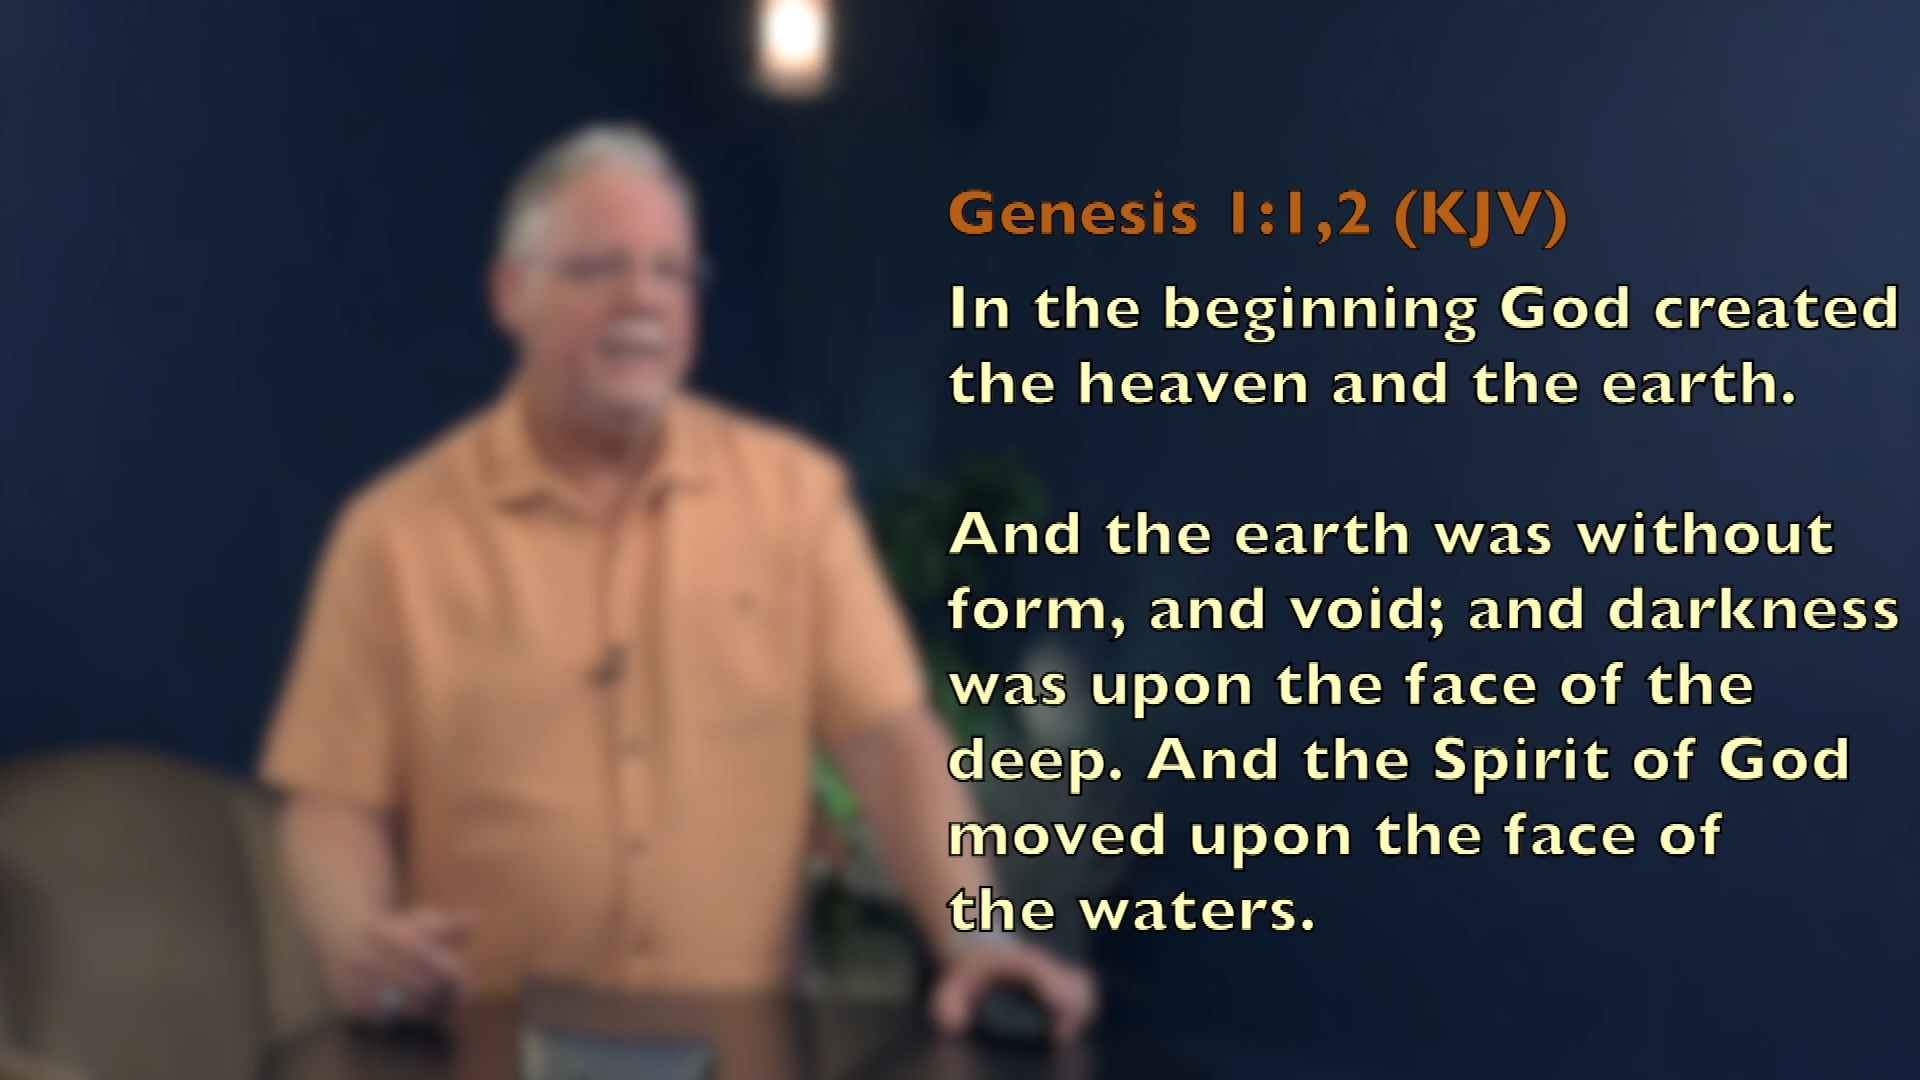 Genesis 1:1,2 (KJV)
In the beginning God created
the heaven and the earth.
And the earth was without
form, and void; and darkness
was upon the face of the
deep. And the Spirit of God
moved upon the face of
the waters.